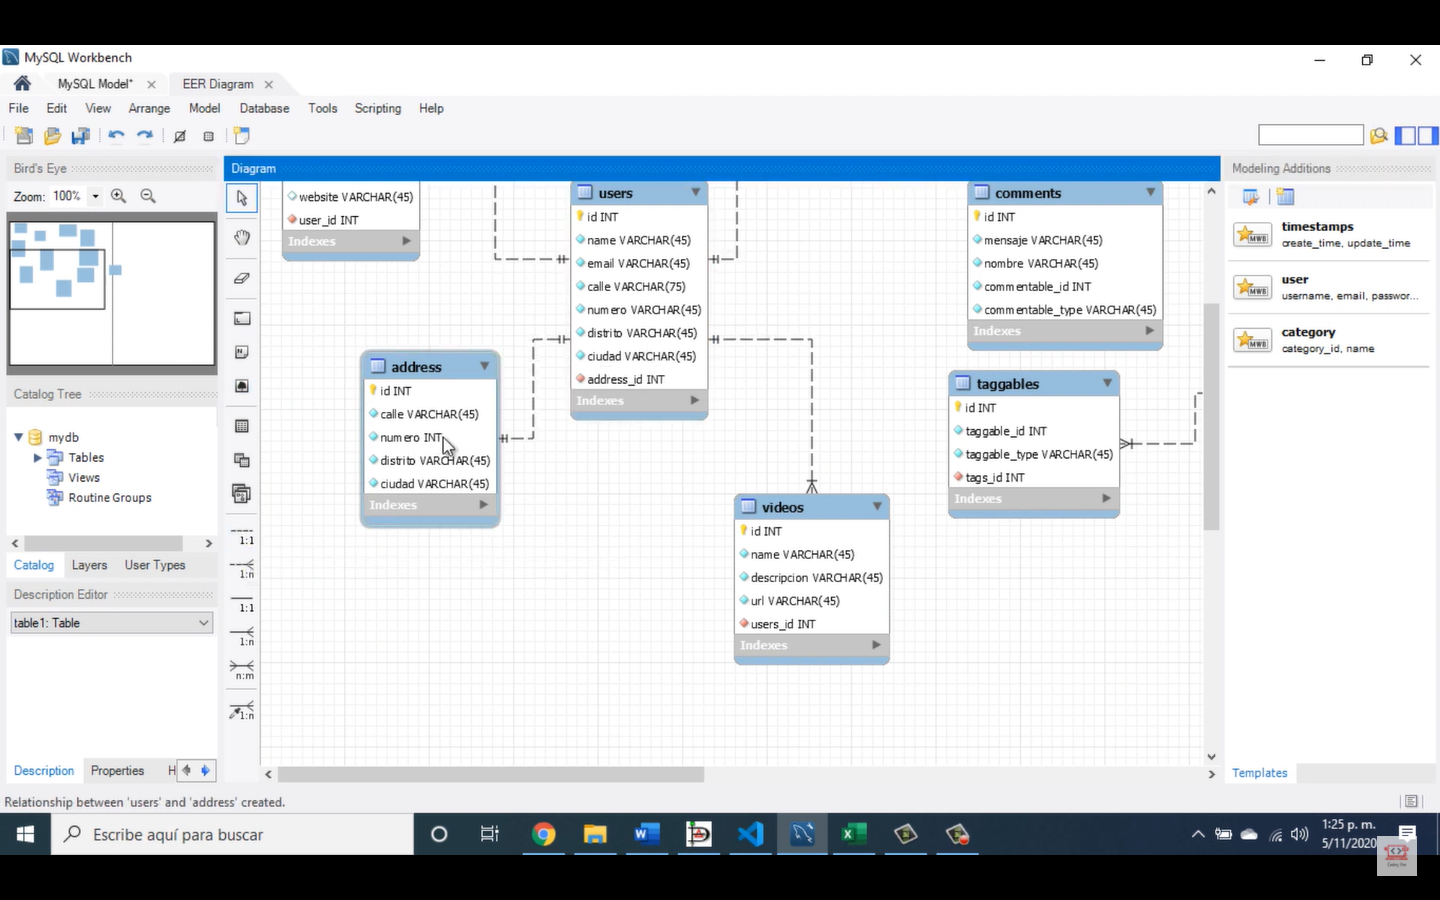 MySQL Workbench
MySQL Model*
EER Diagram
File Edit View Arrange Model Database Tools Scripting Help
Bird's Eye
Zoom: 100%
Catalog Tree
mydb
Tables
Views
Routine Groups
Catalog Layers User Types
Description Editor
table1: Table
Description Properties H
Diagram
1:1
1:n
1:1
1:n
n:m
1:n
website VARCHAR(45)
user_id INT
Indexes
users
id INT
name VARCHAR(45)
email VARCHAR(45)
calle VARCHAR(75)
numero VARCHAR(45)
distrito VARCHAR(45)
ciudad VARCHAR(45)
address_id INT
Indexes
comments
id INT
mensaje VARCHAR(45)
nombre VARCHAR(45)
commentable_id INT
commentable_type VARCHAR(45)
Indexes
address
id INT
calle VARCHAR(45)
numero INT
distrito VARCHAR(45)
ciudad VARCHAR(45)
Indexes
taggables
id INT
taggable_id INT
taggable_type VARCHAR(45)
tags_id INT
Indexes
videos
id INT
name VARCHAR(45)
descripcion VARCHAR(45)
url VARCHAR(45)
users_id INT
Indexes
Modeling Additions
MWB
timestamps
create_time, update_time
MWB
user
username, email, passwor...
MWB
category
category_id, name
Templates
Relationship between 'users' and 'address' created.
Escribe aquí para buscar
1:25 p. m.
5/11/2020